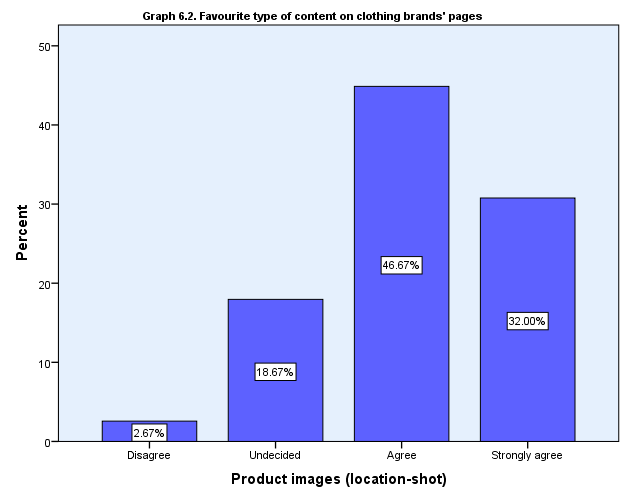 Graph 6.2. Favourite type of content on clothing brands' pages
50
40
30
20
10
0
Percent
46.67%
32.00%
18.67%
2.67%
Disagree Undecided Agree Strongly agree
Product images (location-shot)